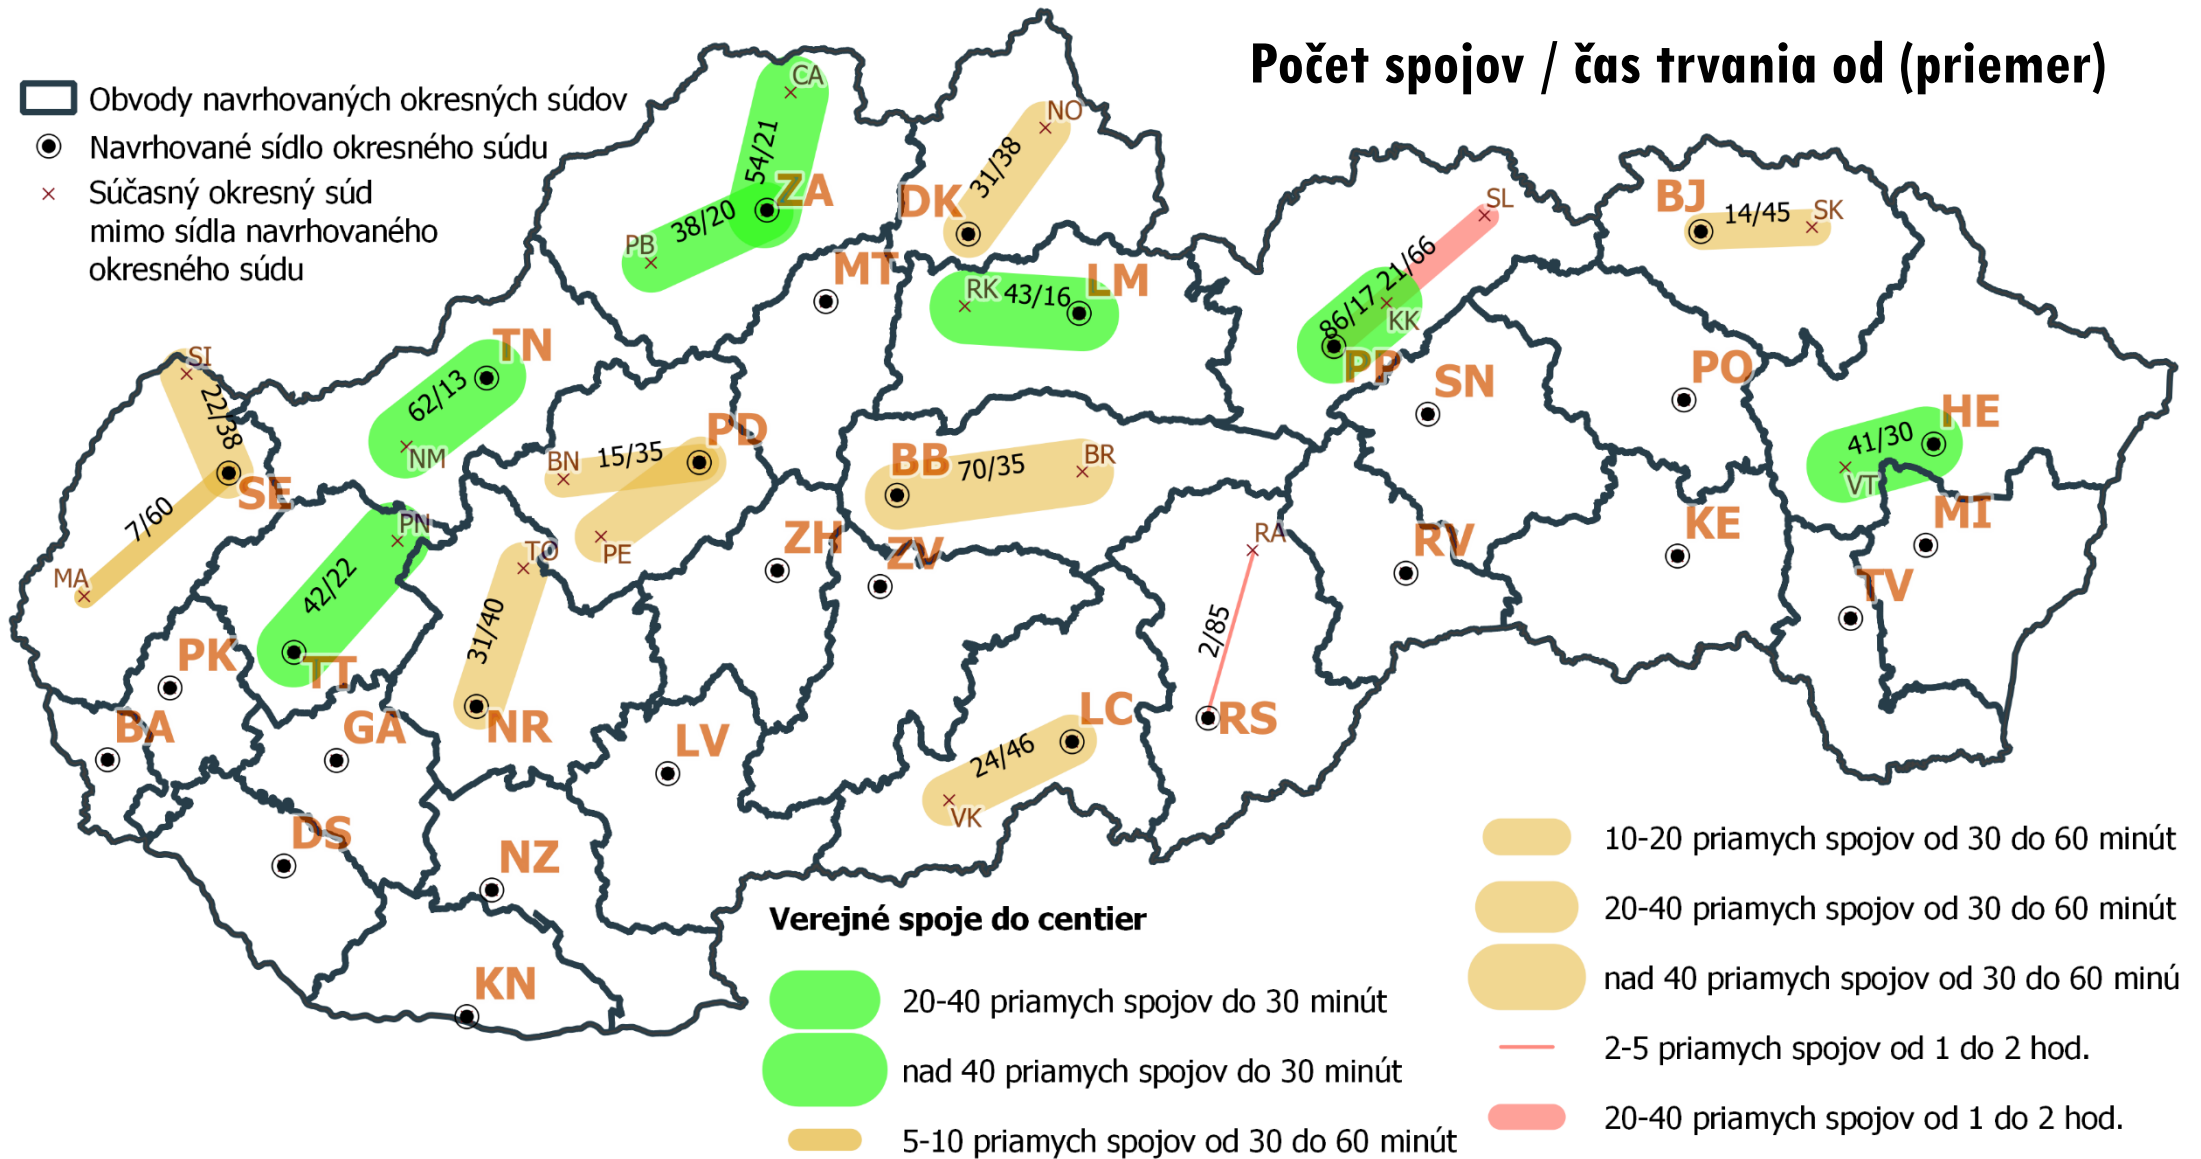 Počet spojov / čas trvania od (priemer)
Obvody navrhovaných okresných súdov
Navrhované sídlo okresného súdu
Súčasný okresný súd
mimo sídla navrhovaného
okresného súdu
CA
54/21
ZA
38/20
PB
NO
31/38
DK
MT
RK
43/16
LM
SL
21/66
86/17
KK
PP
BJ
14/45
SK
TN
62/13
NM
SI
22/38
SE
7/60
MA
PD
15/35
BN
PE
BB
70/35
BR
SN
PO
HE
41/30
VT
MI
PN
42/22
TT
TO
31/40
NR
ZH
ZV
RA
2/85
RS
RV
KE
TV
PK
BA
GA
LV
LC
24/46
VK
DS
NZ
KN
Verejné spoje do centier
20-40 priamych spojov do 30 minút
nad 40 priamych spojov do 30 minút
5-10 priamych spojov od 30 do 60 minút
10-20 priamych spojov od 30 do 60 minút
20-40 priamych spojov od 30 do 60 minút
nad 40 priamych spojov od 30 do 60 minú
2-5 priamych spojov od 1 do 2 hod.
20-40 priamych spojov od 1 do 2 hod.